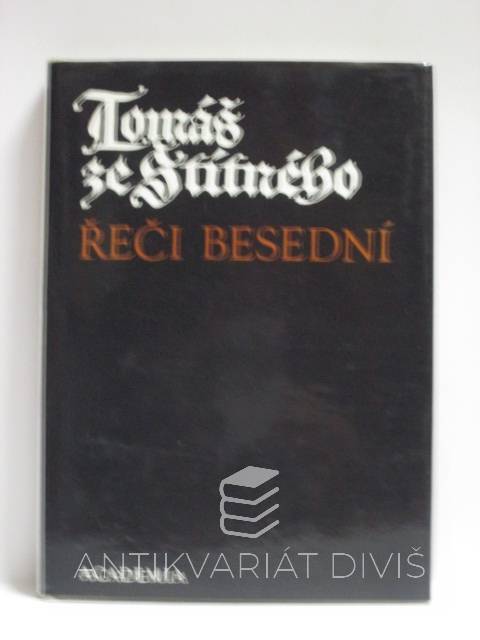 Tomáš
ze Štítného
ŘEČI BESEDNÍ
ANTIKVARIÁT DIVIŠ
ACADEMIA